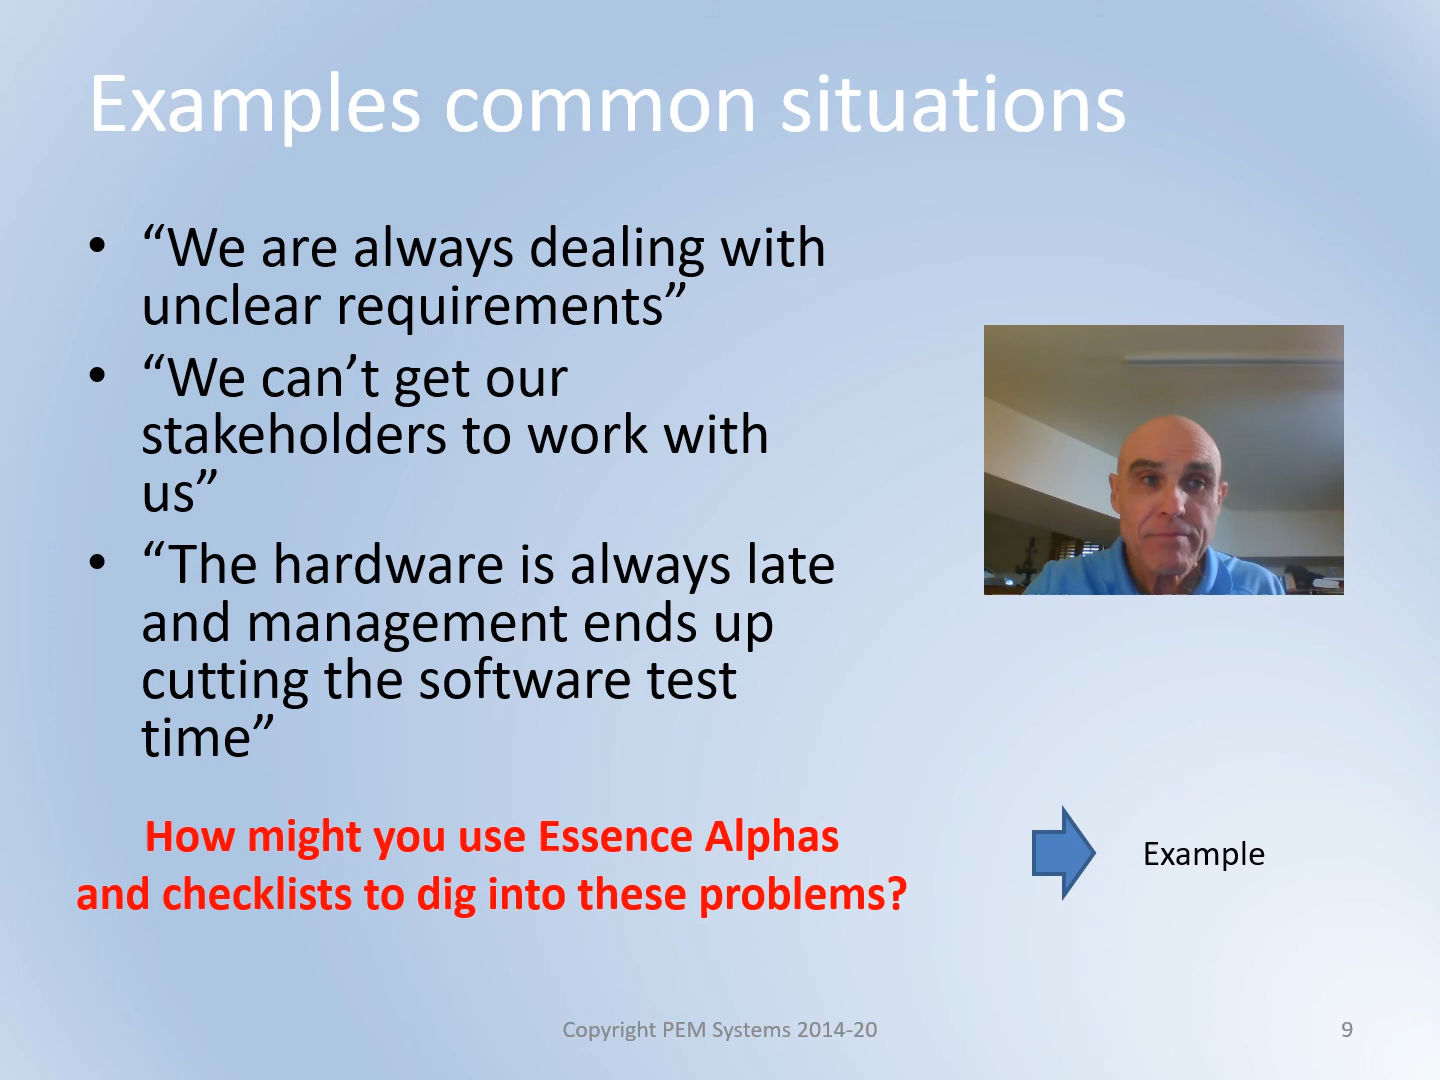 Examples common situations
• “We are always dealing with
unclear requirements”
• “We can’t get our
stakeholders to work with
us”
• “The hardware is always late
and management ends up
cutting the software test
time”
How might you use Essence Alphas
and checklists to dig into these problems?
Example
Copyright PEM Systems 2014-20
9